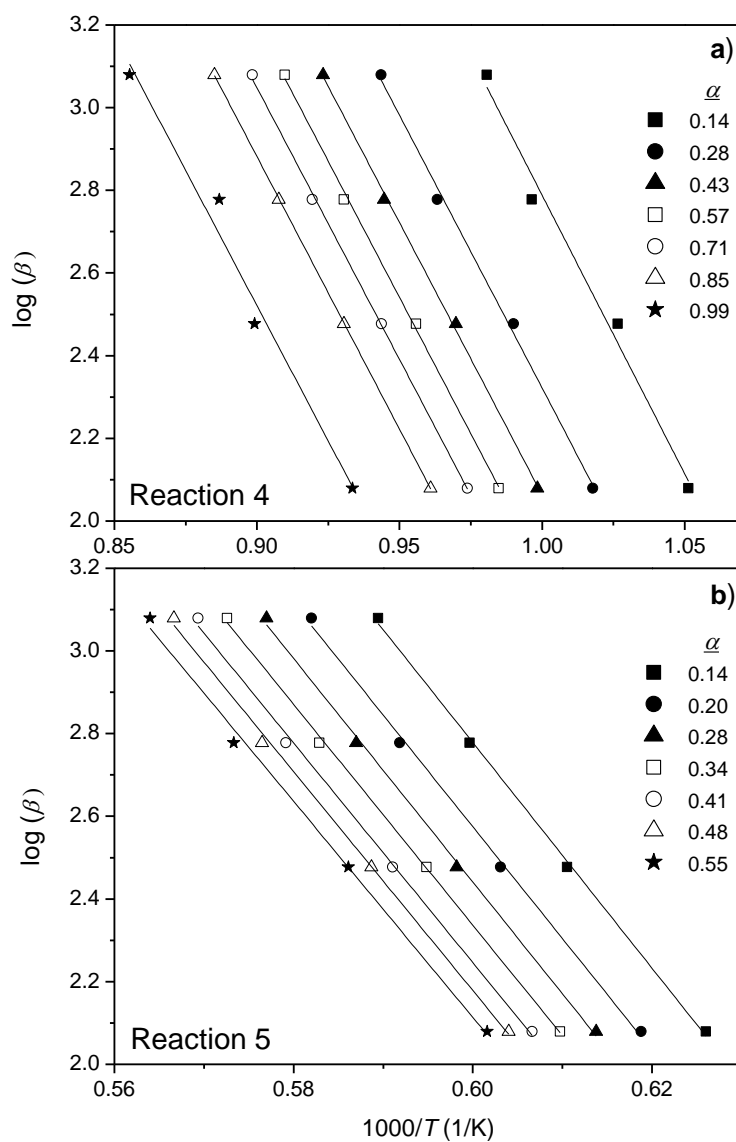 3.2
a)
α
0.14
0.28
0.43
0.57
0.71
0.85
0.99
3.0
2.8
2.6
2.4
2.2
2.0
log (β)
Reaction 4
0.85 0.90 0.95 1.00 1.05
3.2
b)
α
0.14
0.20
0.28
0.34
0.41
0.48
0.55
3.0
2.8
2.6
2.4
2.2
2.0
log (β)
Reaction 5
0.56 0.58 0.60 0.62
1000/T (1/K)